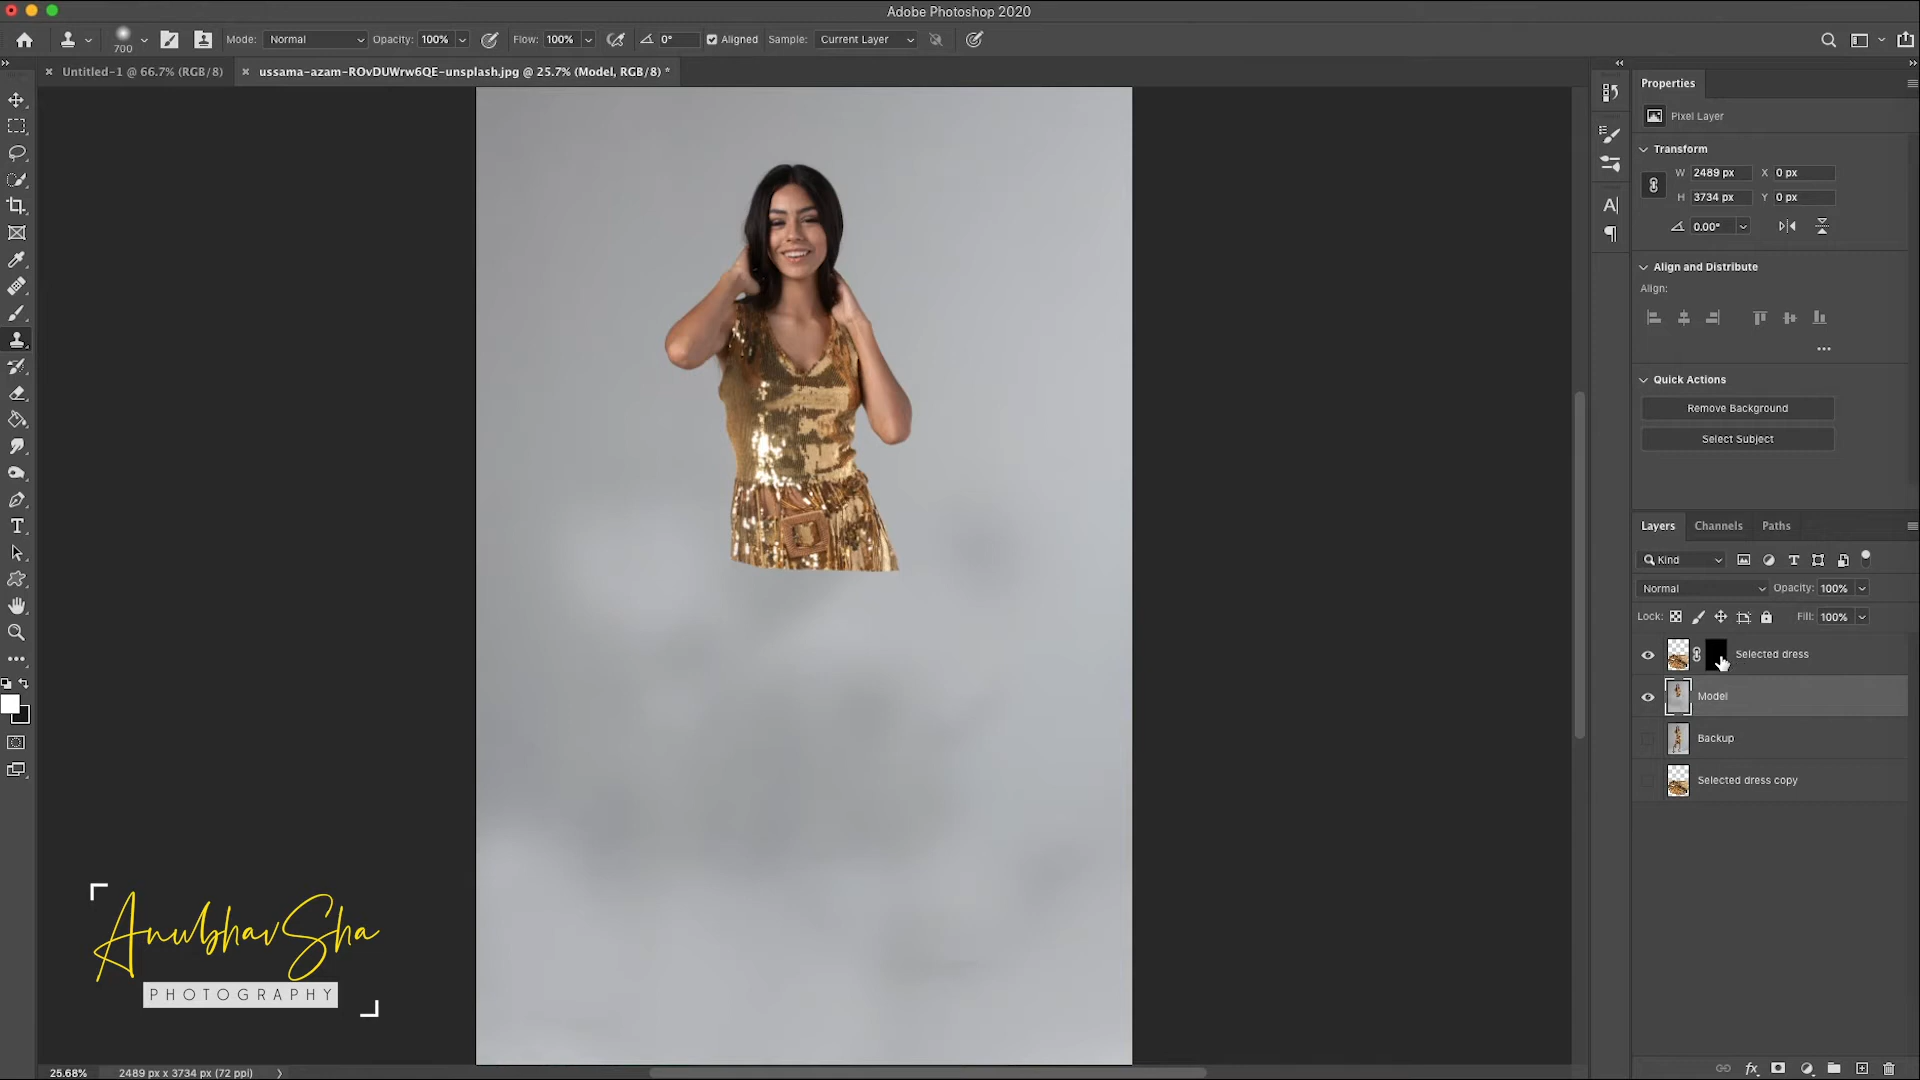 Adobe Photoshop 2020
700
Mode: Normal Opacity: 100% Flow: 100% 0° Aligned Sample: Current Layer
Untitled-1 @ 66.7% (RGB/8) ussama-azam-ROvDUWrw6QE-unsplash.jpg @ 25.7% (Model, RGB/8) *
Properties
Pixel Layer
Transform
W 2489 px X 0 px
H 3734 px Y 0 px
0.00°
Align and Distribute
Align:
Quick Actions
Remove Background
Select Subject
Layers Channels Paths
Kind
Normal Opacity: 100%
Lock: Fill: 100%
Selected dress
Model
Backup
Selected dress copy
AnubhavSha
PHOTOGRAPHY
25.68% 2489 px x 3734 px (72 ppi)